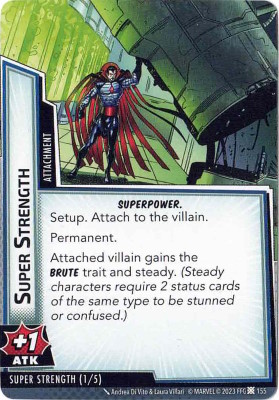 SUPER STRENGTH
ATTACHMENT
SUPERPOWER.
Setup. Attach to the villain.
Permanent.
Attached villain gains the
BRUTE trait and steady. (Steady
characters require 2 status cards
of the same type to be stunned
or confused.)
+1
ATK
SUPER STRENGTH (1/5)
Andrea Di Vito & Laura Villari © MARVEL © 2023 FFG 155